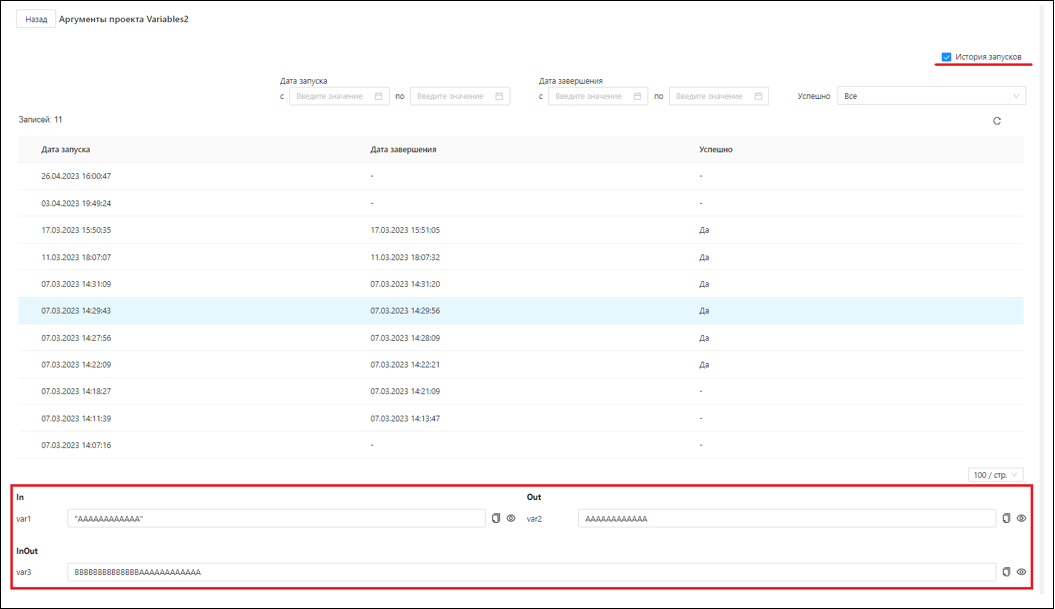 Назад Аргументы проекта Variables2
История запусков
Дата запуска Дата завершения
с Введите значение по Введите значение с Введите значение по Введите значение Успешно Все
Записей: 11
Дата запуска Дата завершения Успешно
26.04.2023 16:00:47 - -
03.04.2023 19:49:24 - -
17.03.2023 15:50:35 17.03.2023 15:51:05 Да
11.03.2023 18:07:07 11.03.2023 18:07:32 Да
07.03.2023 14:31:09 07.03.2023 14:31:20 Да
07.03.2023 14:29:43 07.03.2023 14:29:56 Да
07.03.2023 14:27:56 07.03.2023 14:28:09 Да
07.03.2023 14:22:09 07.03.2023 14:22:21 Да
07.03.2023 14:18:27 07.03.2023 14:21:09 -
07.03.2023 14:11:39 07.03.2023 14:13:47 -
07.03.2023 14:07:16 - -
100 / стр.
In Out
var1 "AAAAAAAAAAAA" var2 AAAAAAAAAAAA
InOut
var3 BBBBBBBBBBBBBBAAAAAAAAAAAA